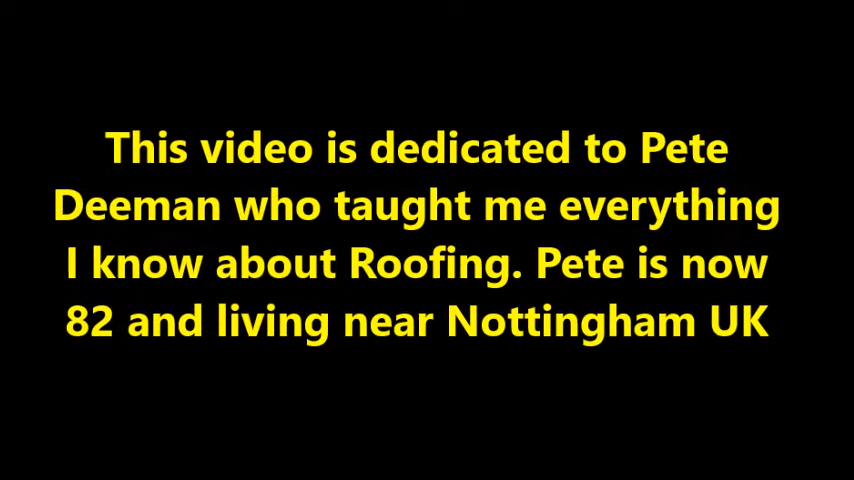 This video is dedicated to Pete
Deeman who taught me everything
I know about Roofing. Pete is now
82 and living near Nottingham UK